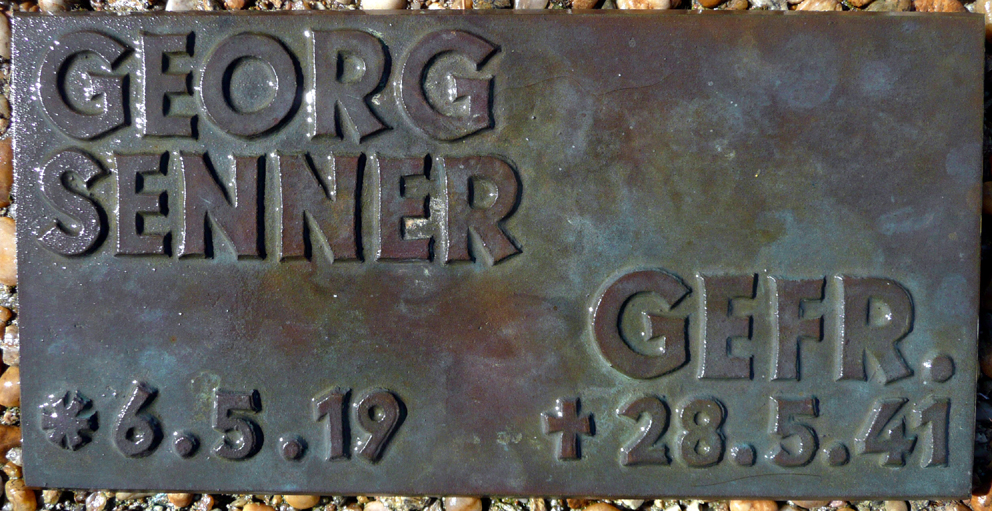 GEORG
SENNER
GEFR.
* 6.5.19 ✝ 28.5.41